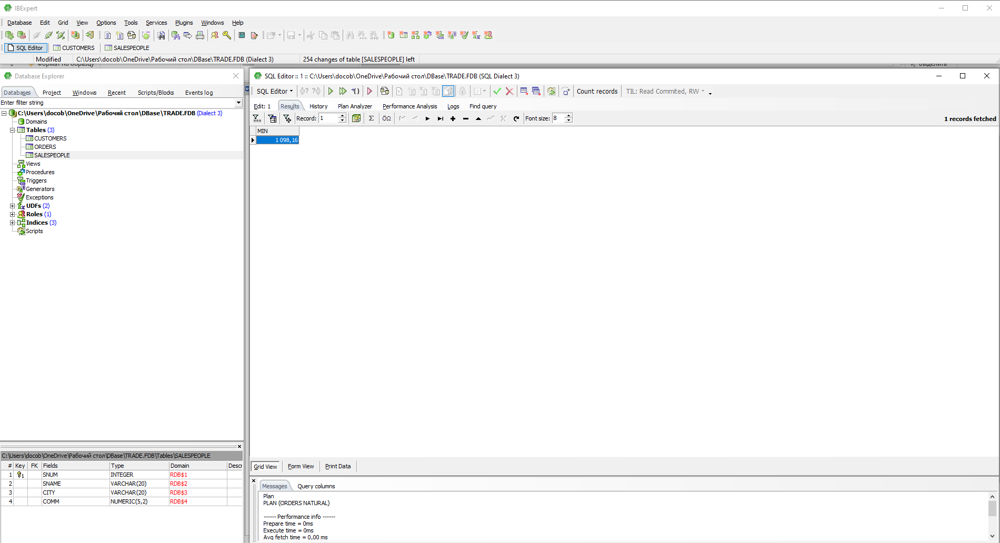 IBExpert
Database Edit Grid View Options Tools Services Plugins Windows Help
SQL Editor CUSTOMERS SALESPEOPLE
Modified C:\Users\docob\OneDrive\Рабочий стол\DBase\TRADE.FDB (Dialect 3) 254 changes of table [SALESPEOPLE] left
Формат по образцу Выделить
Database Explorer
Databases Project Windows Recent Scripts/Blocks Events log
Enter filter string
C:\Users\docob\OneDrive\Рабочий стол\DBase\TRADE.FDB (Dialect 3)
Domains
Tables (3)
CUSTOMERS
ORDERS
SALESPEOPLE
Views
Procedures
Triggers
Generators
Exceptions
UDFs (2)
Roles (1)
Indices (3)
Scripts
C:\Users\docob\OneDrive\Рабочий стол\DBase\TRADE.FDB\Tables\SALESPEOPLE
# Key FK Fields Type Domain Descr
1 1 SNUM INTEGER RDB$1
2 SNAME VARCHAR(20) RDB$2
3 CITY VARCHAR(20) RDB$3
4 COMM NUMERIC(5,2) RDB$4
SQL Editor :: 1 :: C:\Users\docob\OneDrive\Рабочий стол\DBase\TRADE.FDB (SQL Dialect 3)
SQL Editor Count records TIL: Read Commited, RW
Edit: 1 Results History Plan Analyzer Performance Analysis Logs Find query
Record: 1 Σ ÖΩ Font size: 8 1 records fetched
MIN
1 098,16
Grid View Form View Print Data
Messages Query columns
Plan
PLAN (ORDERS NATURAL)
------ Performance info ------
Prepare time = 0ms
Execute time = 0ms
Avg fetch time = 0,00 ms